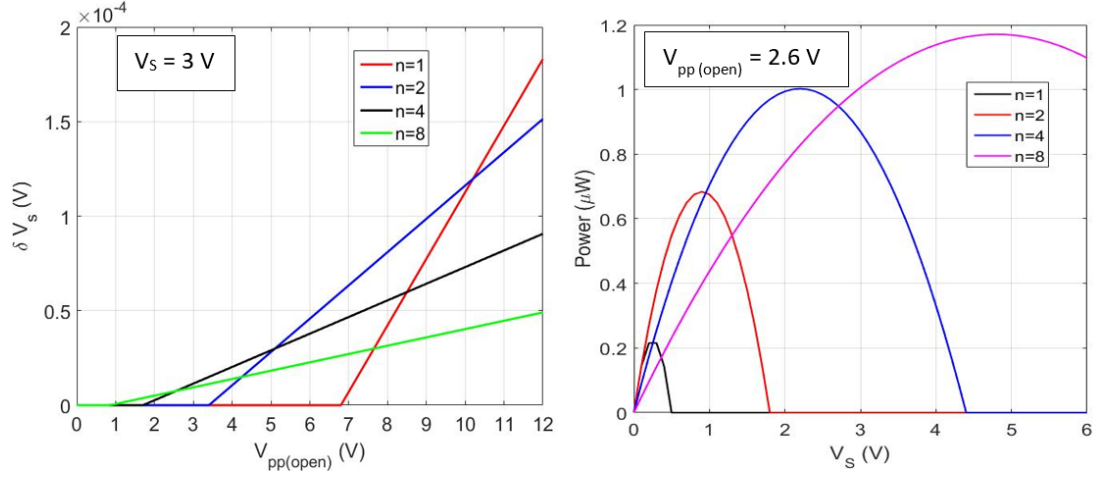 2 × 10⁻⁴
V_S = 3 V
n=1
n=2
n=4
n=8
1.5
1
0.5
0
δ V_s (V)
0 1 2 3 4 5 6 7 8 9 10 11 12
V_pp(open) (V)
1.2
V_pp (open) = 2.6 V
n=1
n=2
n=4
n=8
1
0.8
0.6
0.4
0.2
0
Power (μW)
0 1 2 3 4 5 6
V_S (V)